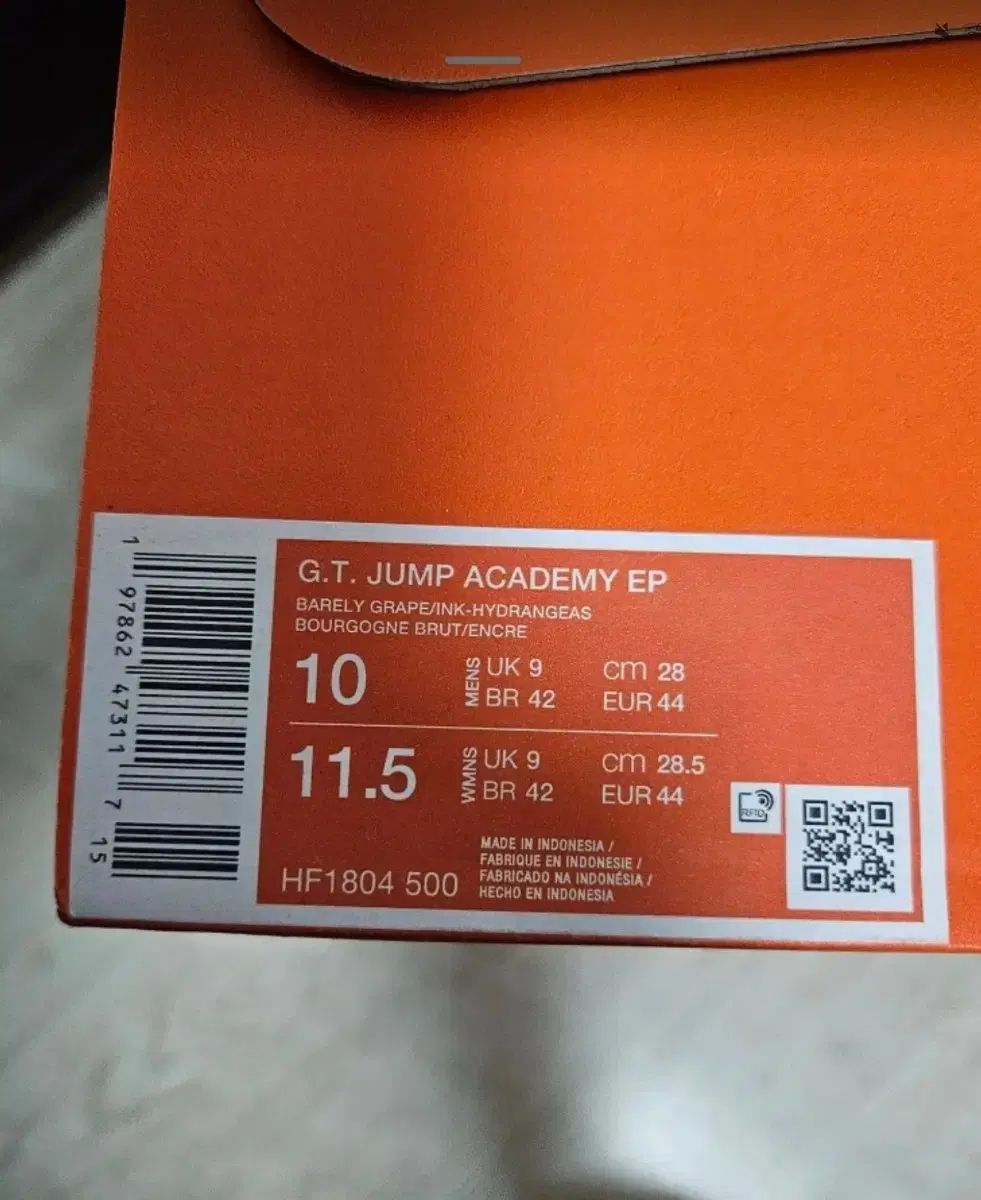 G.T. JUMP ACADEMY EP
BARELY GRAPE/INK-HYDRANGEAS
BOURGOGNE BRUT/ENCRE
10
MENS
UK 9
cm 28
BR 42
EUR 44
11.5
WMNS
UK 9
cm 28.5
BR 42
EUR 44
RFID
MADE IN INDONESIA /
FABRIQUE EN INDONESIE /
FABRICADO NA INDONÉSIA /
HECHO EN INDONESIA
HF1804 500
1 97862 47311 7 15